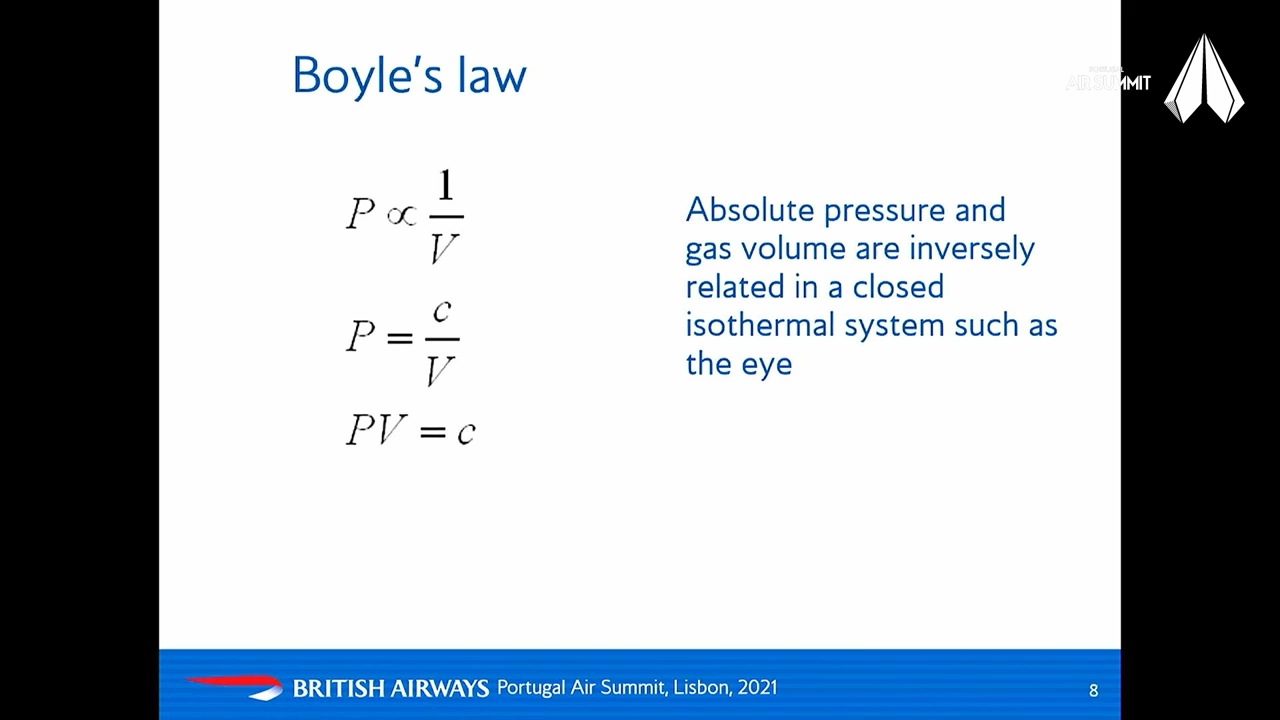 Boyle's law
PORTUGAL
AIR SUMMIT
P ∝ 1/V
P = c/V
PV = c
Absolute pressure and
gas volume are inversely
related in a closed
isothermal system such as
the eye
BRITISH AIRWAYS Portugal Air Summit, Lisbon, 2021
8